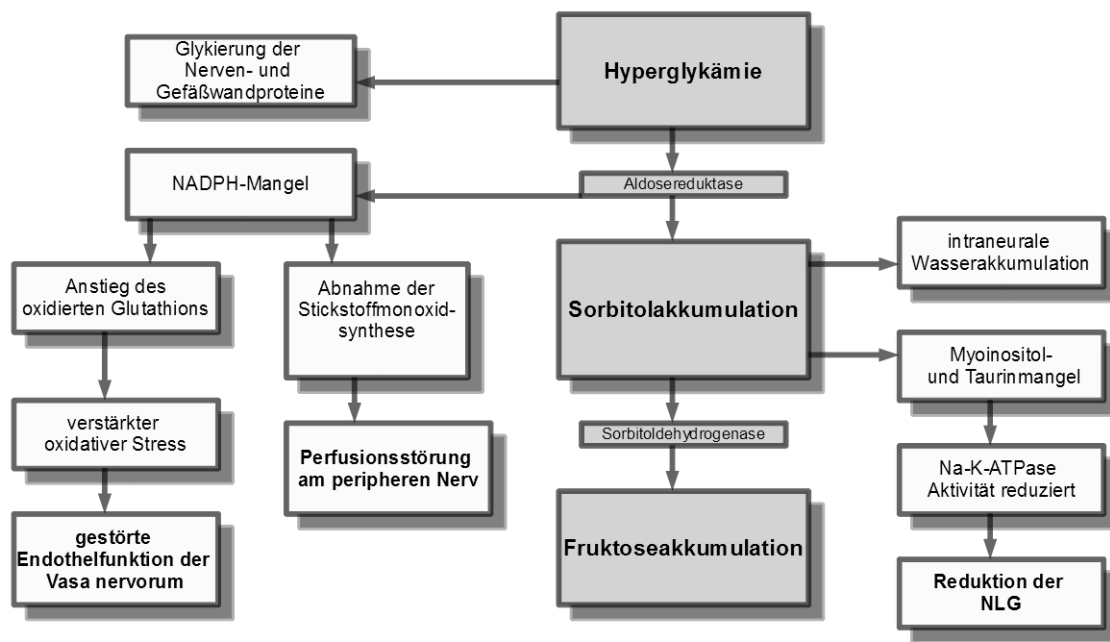 Glykierung der
Nerven- und
Gefäßwandproteine
Hyperglykämie
NADPH-Mangel
Aldosereduktase
Anstieg des
oxidierten Glutathions
Abnahme der
Stickstoffmonoxid-
synthese
Sorbitolakkumulation
intraneurale
Wasserakkumulation
Myoinositol-
und Taurinmangel
verstärkter
oxidativer Stress
Perfusionsstörung
am peripheren Nerv
Sorbitoldehydrogenase
Na-K-ATPase
Aktivität reduziert
gestörte
Endothelfunktion der
Vasa nervorum
Fruktoseakkumulation
Reduktion der
NLG